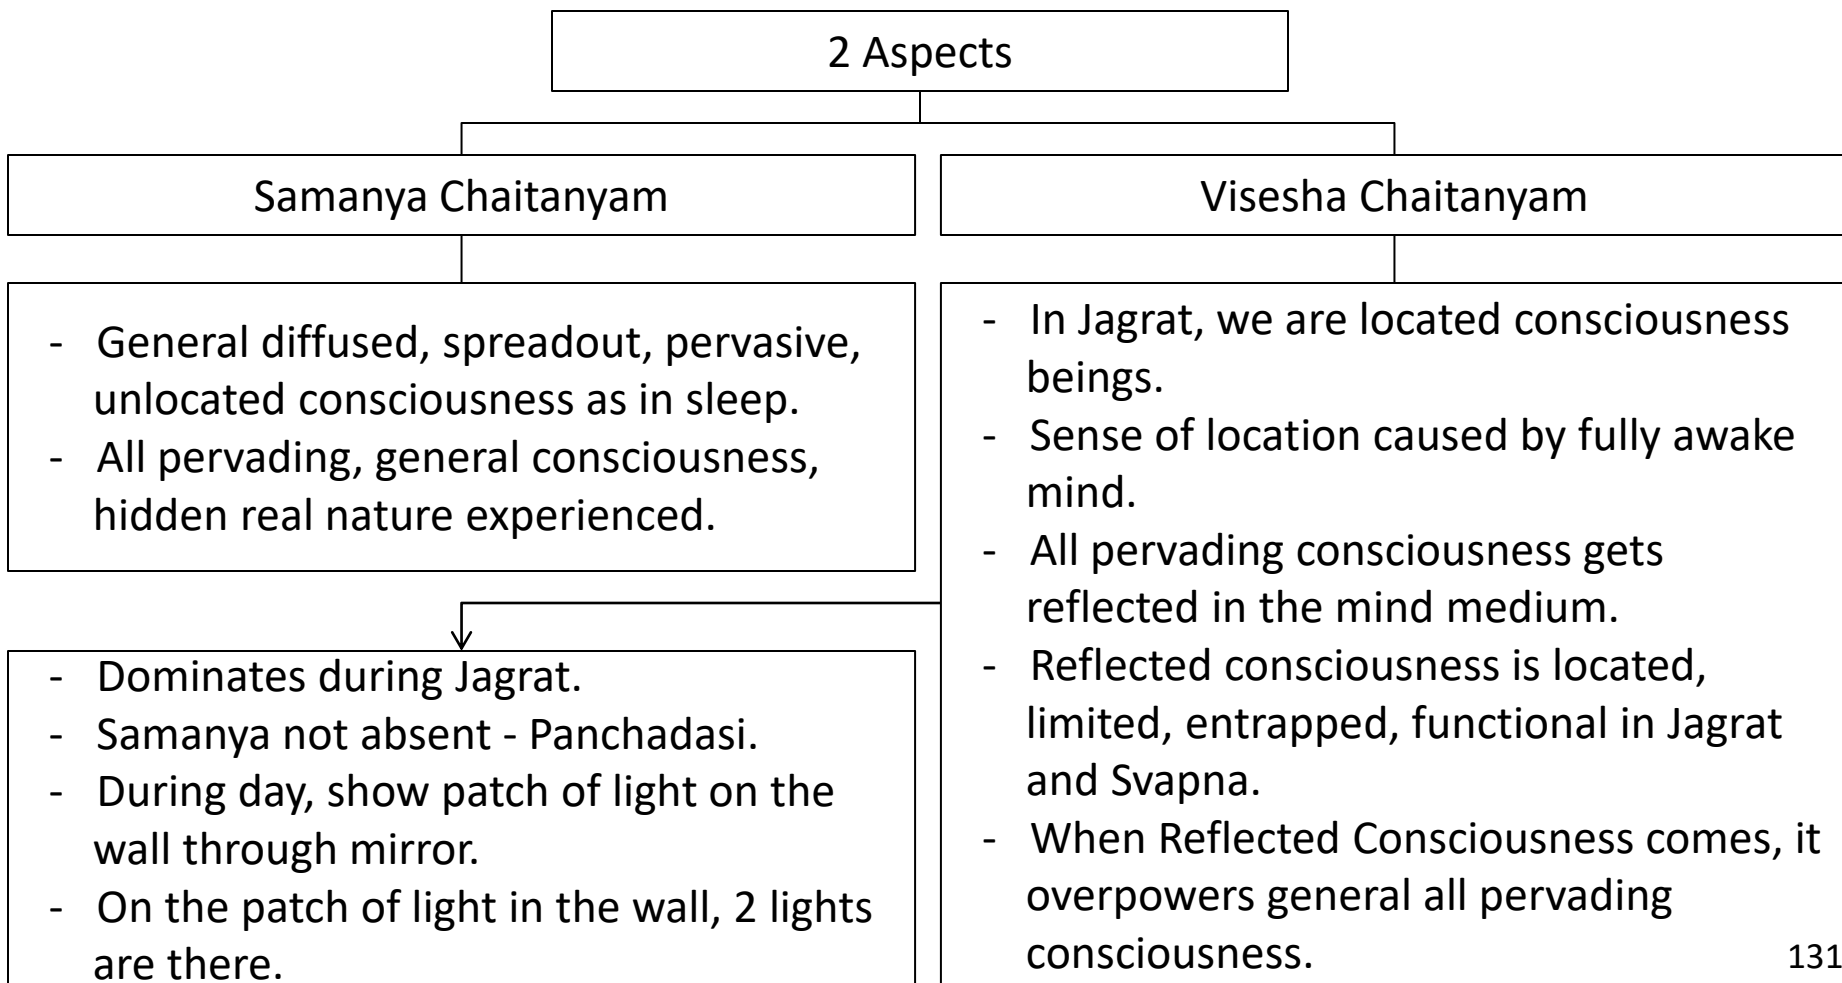 2 Aspects
Samanya Chaitanyam
Visesha Chaitanyam
- General diffused, spreadout, pervasive,
unlocated consciousness as in sleep.
- All pervading, general consciousness,
hidden real nature experienced.
- In Jagrat, we are located consciousness
beings.
- Sense of location caused by fully awake
mind.
- All pervading consciousness gets
reflected in the mind medium.
- Reflected consciousness is located,
limited, entrapped, functional in Jagrat
and Svapna.
- When Reflected Consciousness comes, it
overpowers general all pervading
consciousness.
- Dominates during Jagrat.
- Samanya not absent - Panchadasi.
- During day, show patch of light on the
wall through mirror.
- On the patch of light in the wall, 2 lights
are there.
131